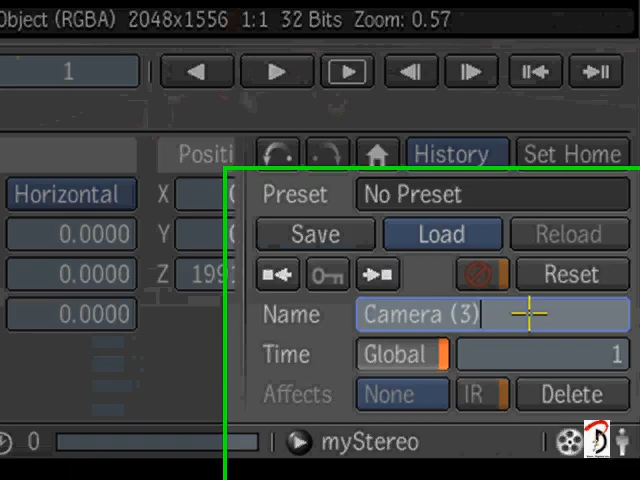 Object (RGBA) 2048x1556 1:1 32 Bits Zoom: 0.57
1
Positi History Set Home
Horizontal X Preset No Preset
0.0000 Y Save Load Reload
0.0000 Z 199 Reset
0.0000 Name Camera (3)
Time Global 1
Affects None IR Delete
0 myStereo